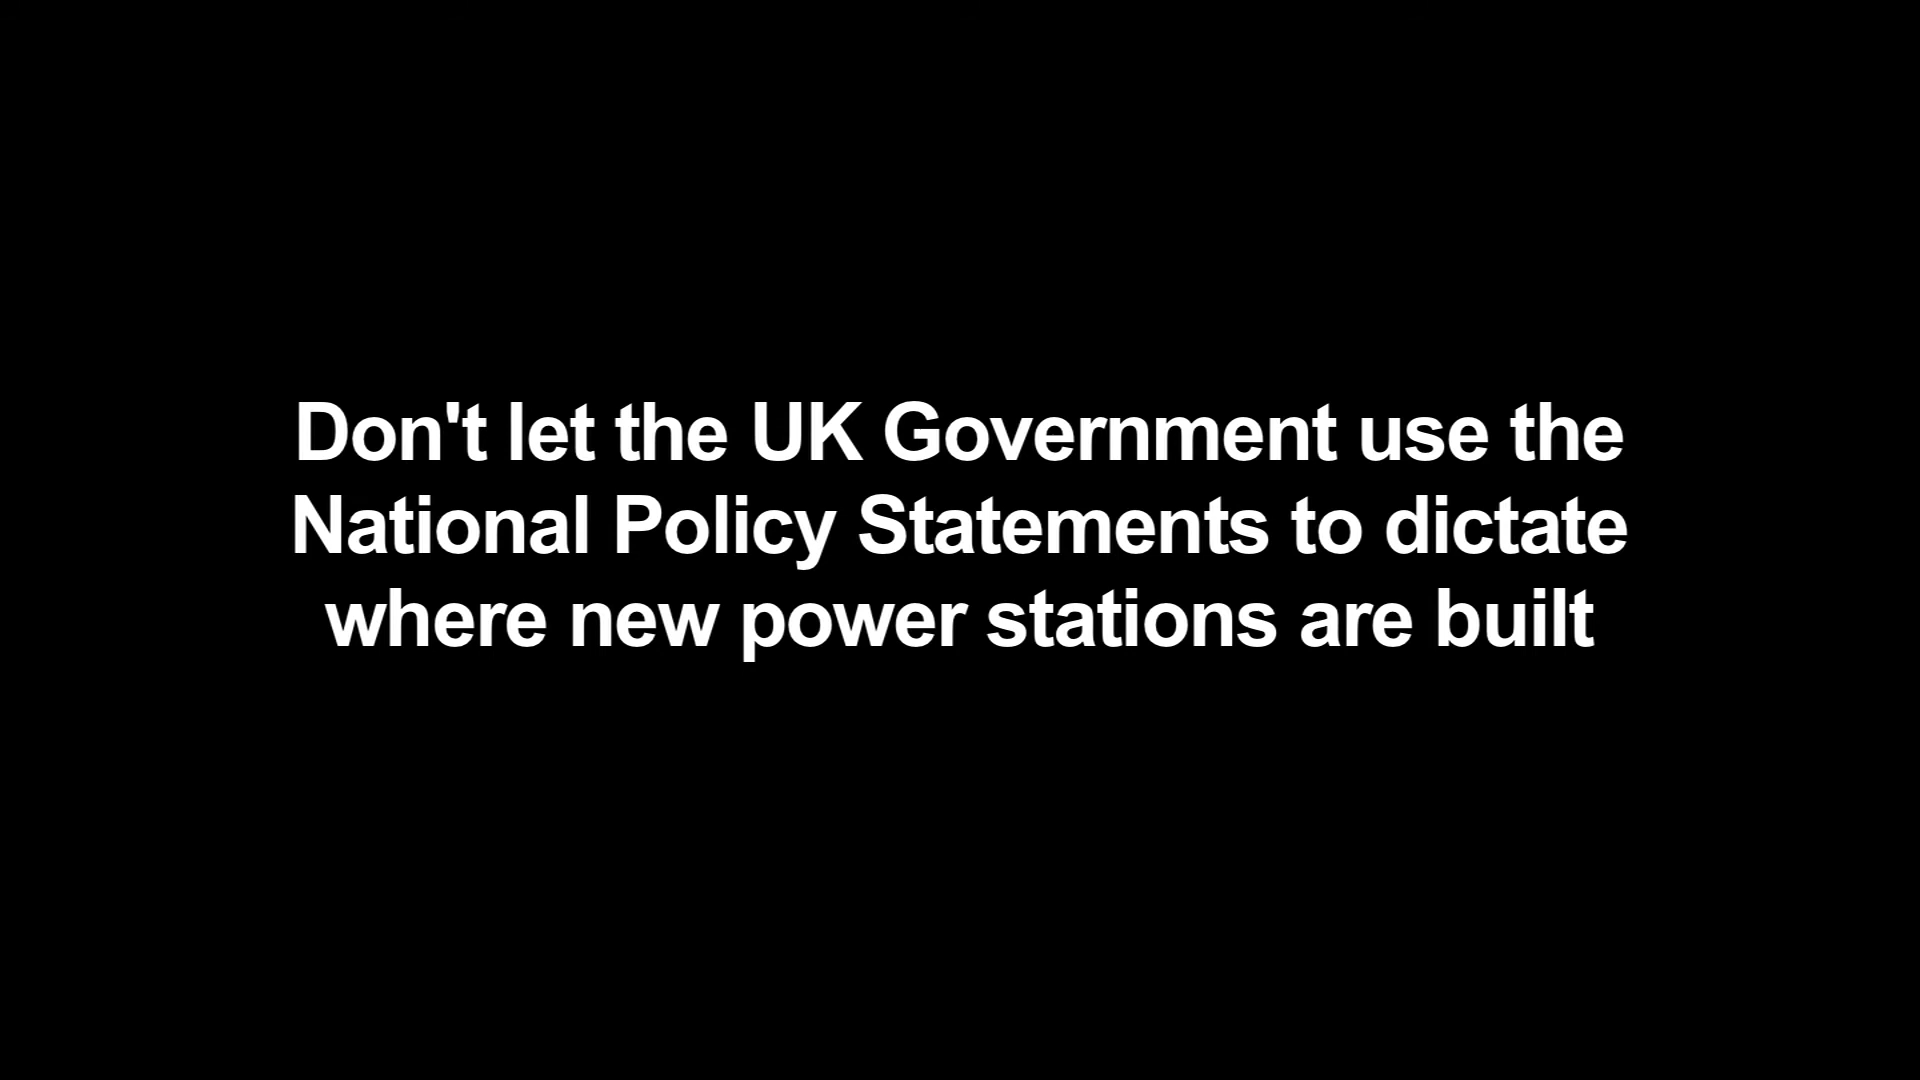 Don't let the UK Government use the
National Policy Statements to dictate
where new power stations are built